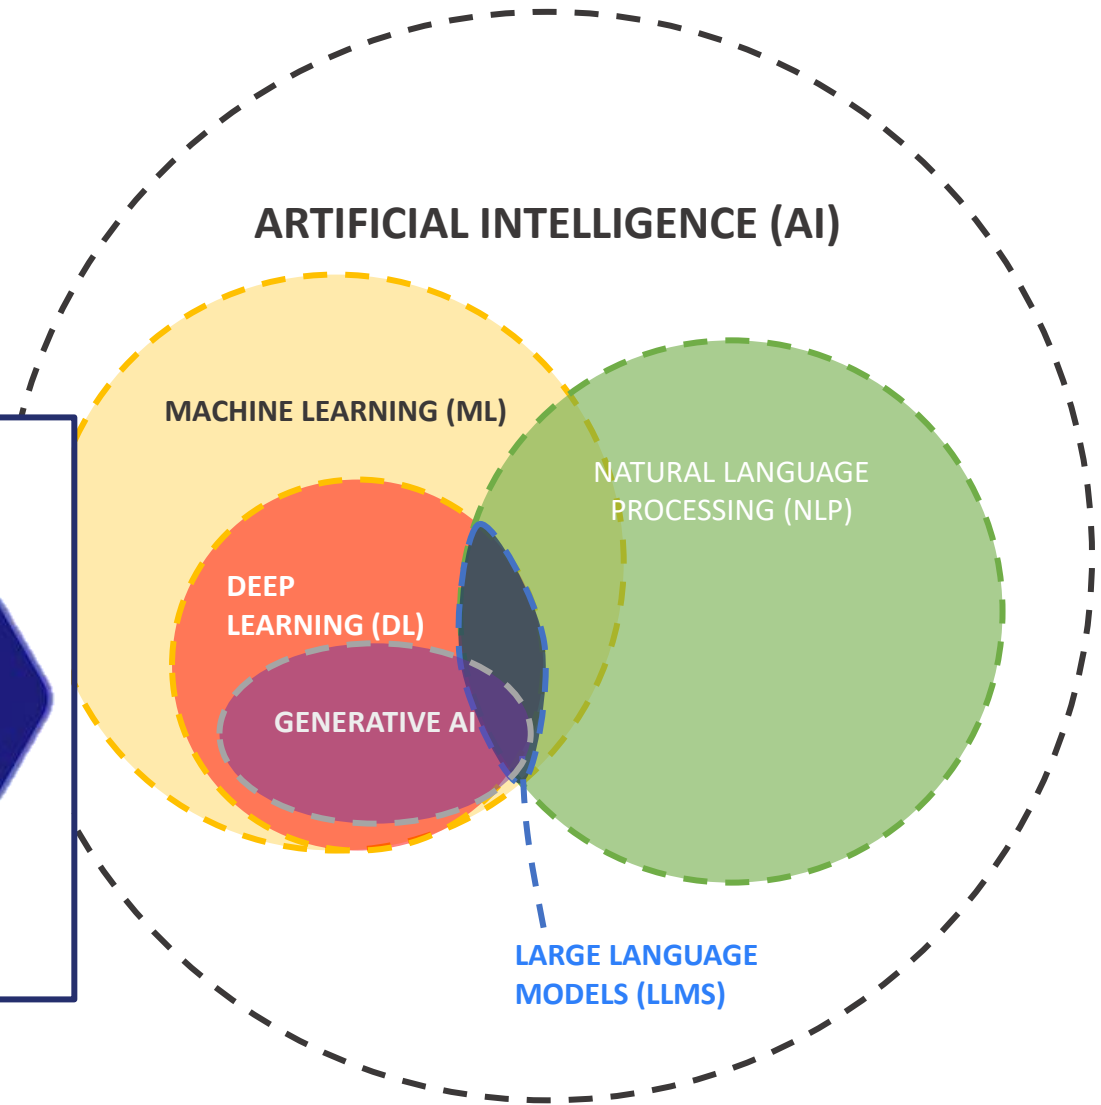 ARTIFICIAL INTELLIGENCE (AI)
MACHINE LEARNING (ML)
NATURAL LANGUAGE
PROCESSING (NLP)
DEEP
LEARNING (DL)
GENERATIVE AI
LARGE LANGUAGE
MODELS (LLMS)